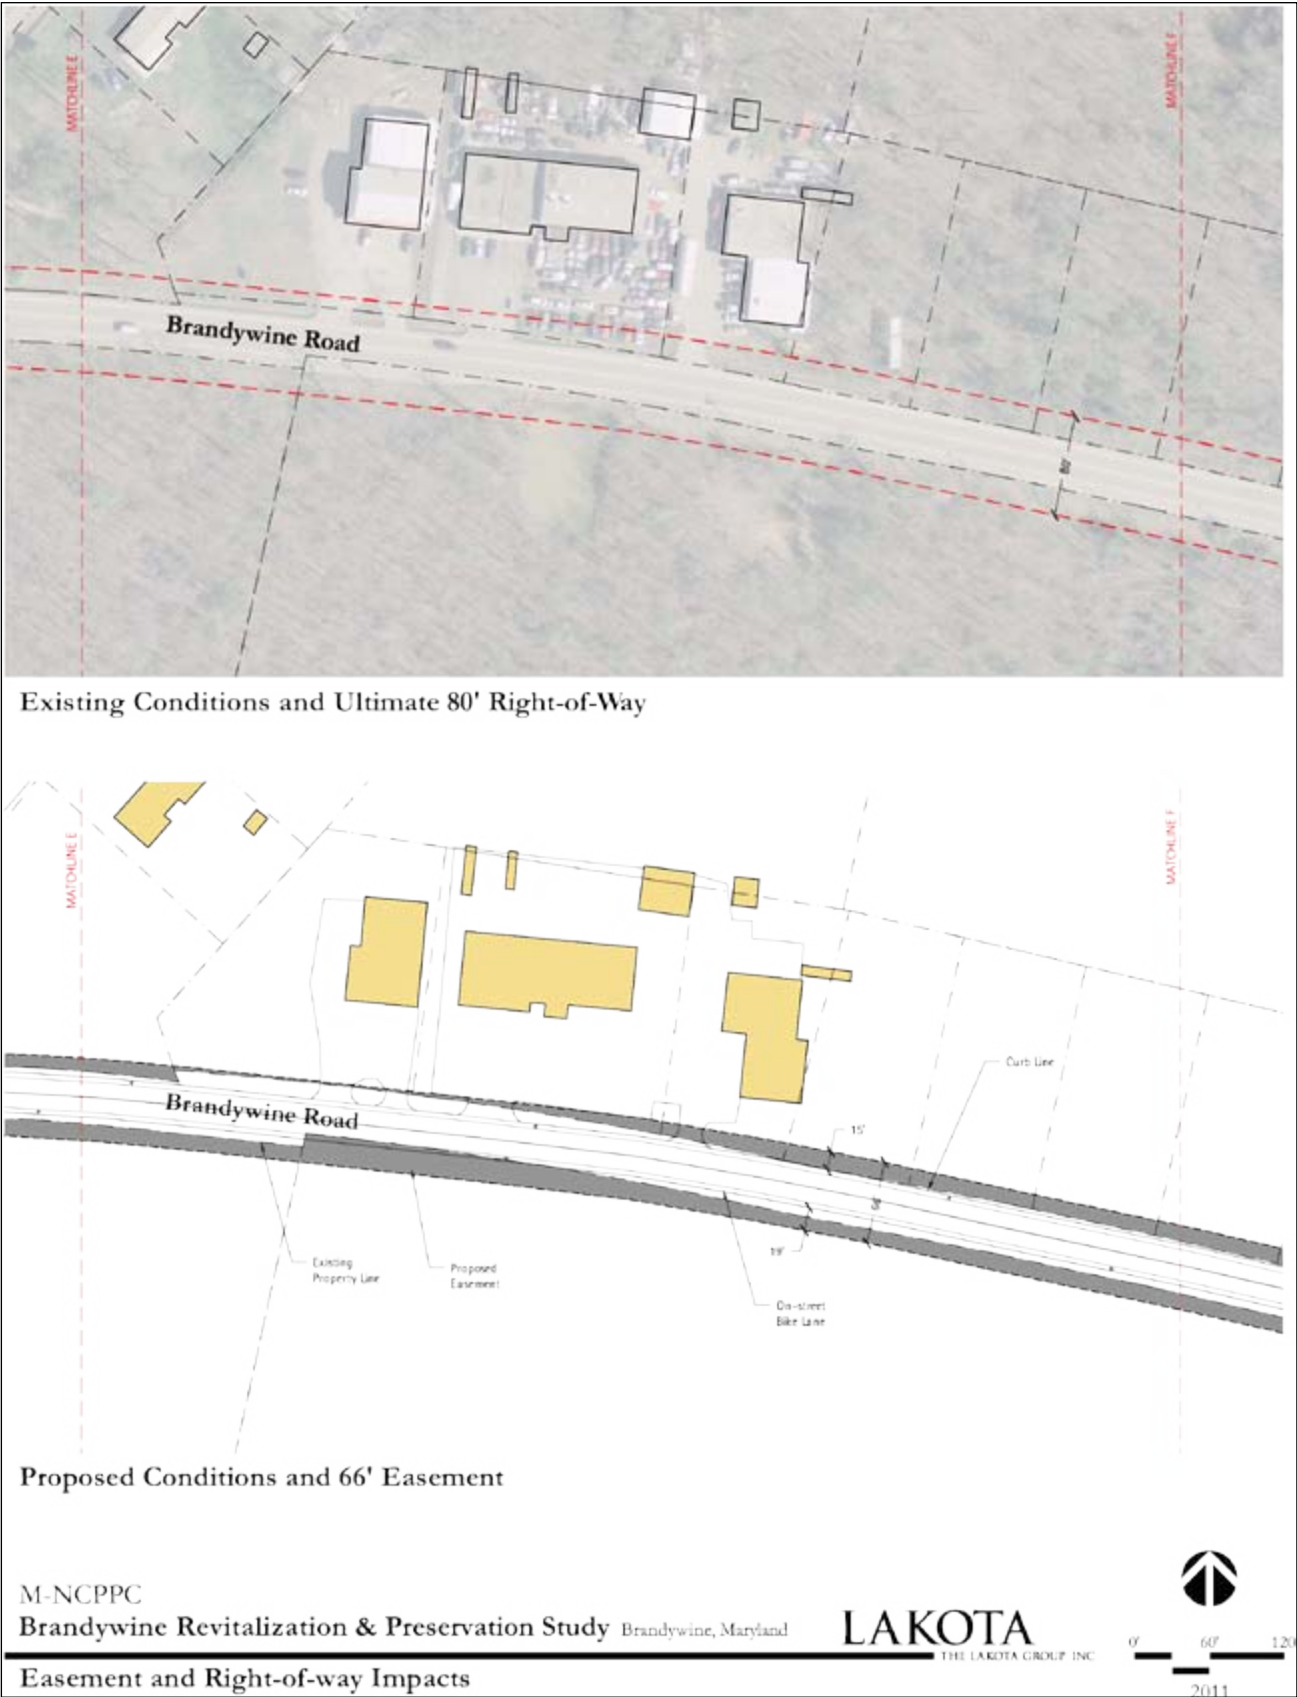 MATCHLINE E
MATCHLINE F
Brandywine Road
80'
Existing Conditions and Ultimate 80' Right-of-Way
MATCHLINE E
MATCHLINE F
Curb Line
Brandywine Road
15'
19'
Existing
Property Line
Proposed
Easement
On-street
Bike Lane
Proposed Conditions and 66' Easement
M-NCPPC
Brandywine Revitalization & Preservation Study Brandywine, Maryland
LAKOTA
THE LAKOTA GROUP INC
0' 60' 120
Easement and Right-of-way Impacts
2011